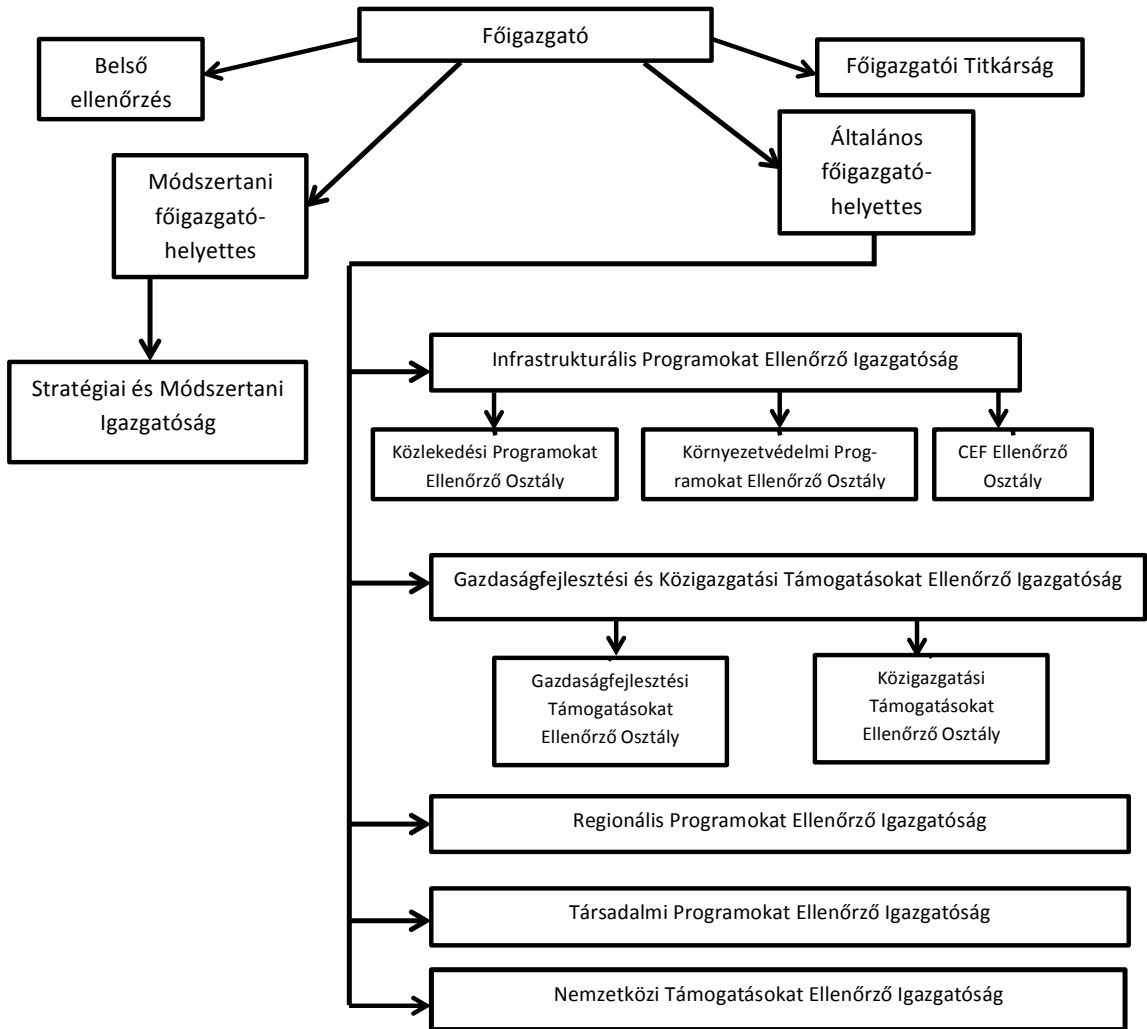 Főigazgató
Belső
ellenőrzés
Főigazgatói Titkárság
Módszertani
főigazgató-
helyettes
Általános
főigazgató-
helyettes
Stratégiai és Módszertani
Igazgatóság
Infrastrukturális Programokat Ellenőrző Igazgatóság
Közlekedési Programokat
Ellenőrző Osztály
Környezetvédelmi Prog-
ramokat Ellenőrző Osztály
CEF Ellenőrző
Osztály
Gazdaságfejlesztési és Közigazgatási Támogatásokat Ellenőrző Igazgatóság
Gazdaságfejlesztési
Támogatásokat
Ellenőrző Osztály
Közigazgatási
Támogatásokat
Ellenőrző Osztály
Regionális Programokat Ellenőrző Igazgatóság
Társadalmi Programokat Ellenőrző Igazgatóság
Nemzetközi Támogatásokat Ellenőrző Igazgatóság